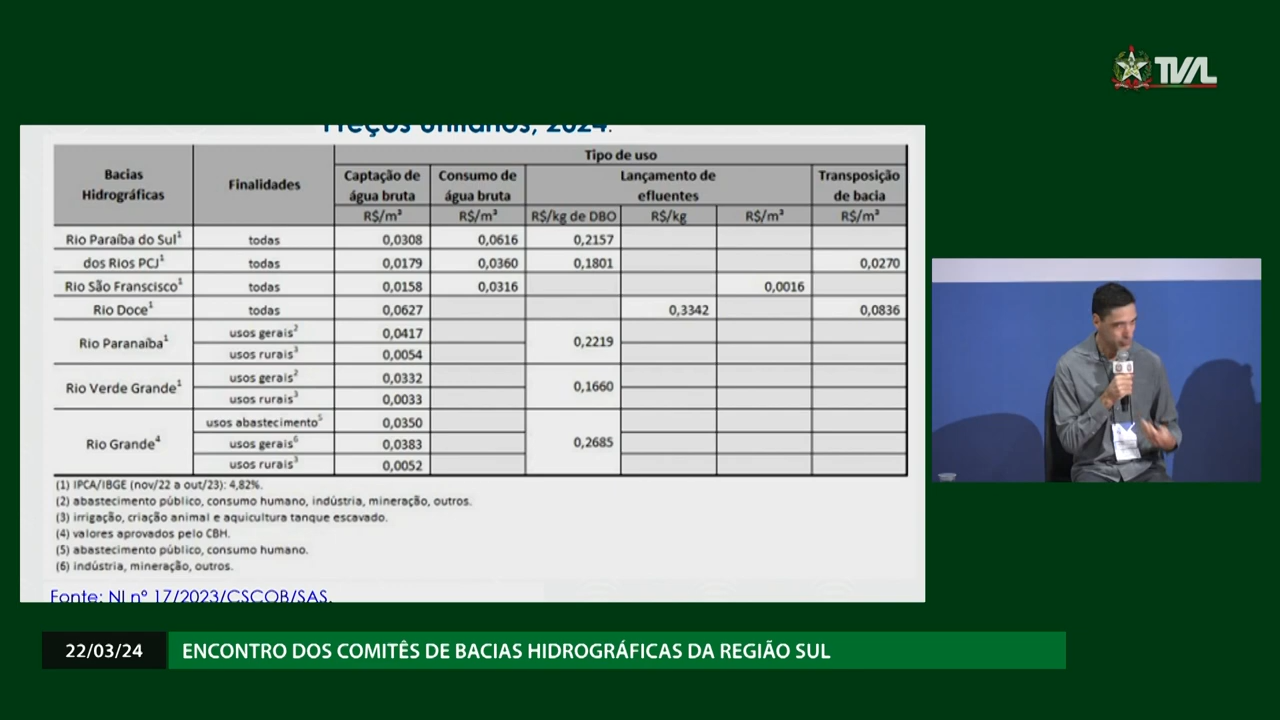 TVAL
Preços Unitários, 2024.
Bacias Hidrográficas Finalidades Tipo de uso
Captação de água bruta Consumo de água bruta Lançamento de efluentes Transposição de bacia
R$/m³ R$/m³ R$/kg de DBO R$/kg R$/m³ R$/m³
Rio Paraíba do Sul¹ todas 0,0308 0,0616 0,2157
dos Rios PCJ¹ todas 0,0179 0,0360 0,1801 0,0270
Rio São Franscisco¹ todas 0,0158 0,0316 0,0016
Rio Doce¹ todas 0,0627 0,3342 0,0836
Rio Paranaíba¹ usos gerais² 0,0417 0,2219
usos rurais³ 0,0054
Rio Verde Grande¹ usos gerais² 0,0332 0,1660
usos rurais³ 0,0033
Rio Grande⁴ usos abastecimento⁵ 0,0350 0,2685
usos gerais⁶ 0,0383
usos rurais³ 0,0052
(1) IPCA/IBGE (nov/22 a out/23): 4,82%.
(2) abastecimento público, consumo humano, indústria, mineração, outros.
(3) irrigação, criação animal e aquicultura tanque escavado.
(4) valores aprovados pelo CBH.
(5) abastecimento público, consumo humano.
(6) indústria, mineração, outros.
Fonte: NI nº 17/2023/CSCOB/SAS.
22/03/24 ENCONTRO DOS COMITÊS DE BACIAS HIDROGRÁFICAS DA REGIÃO SUL